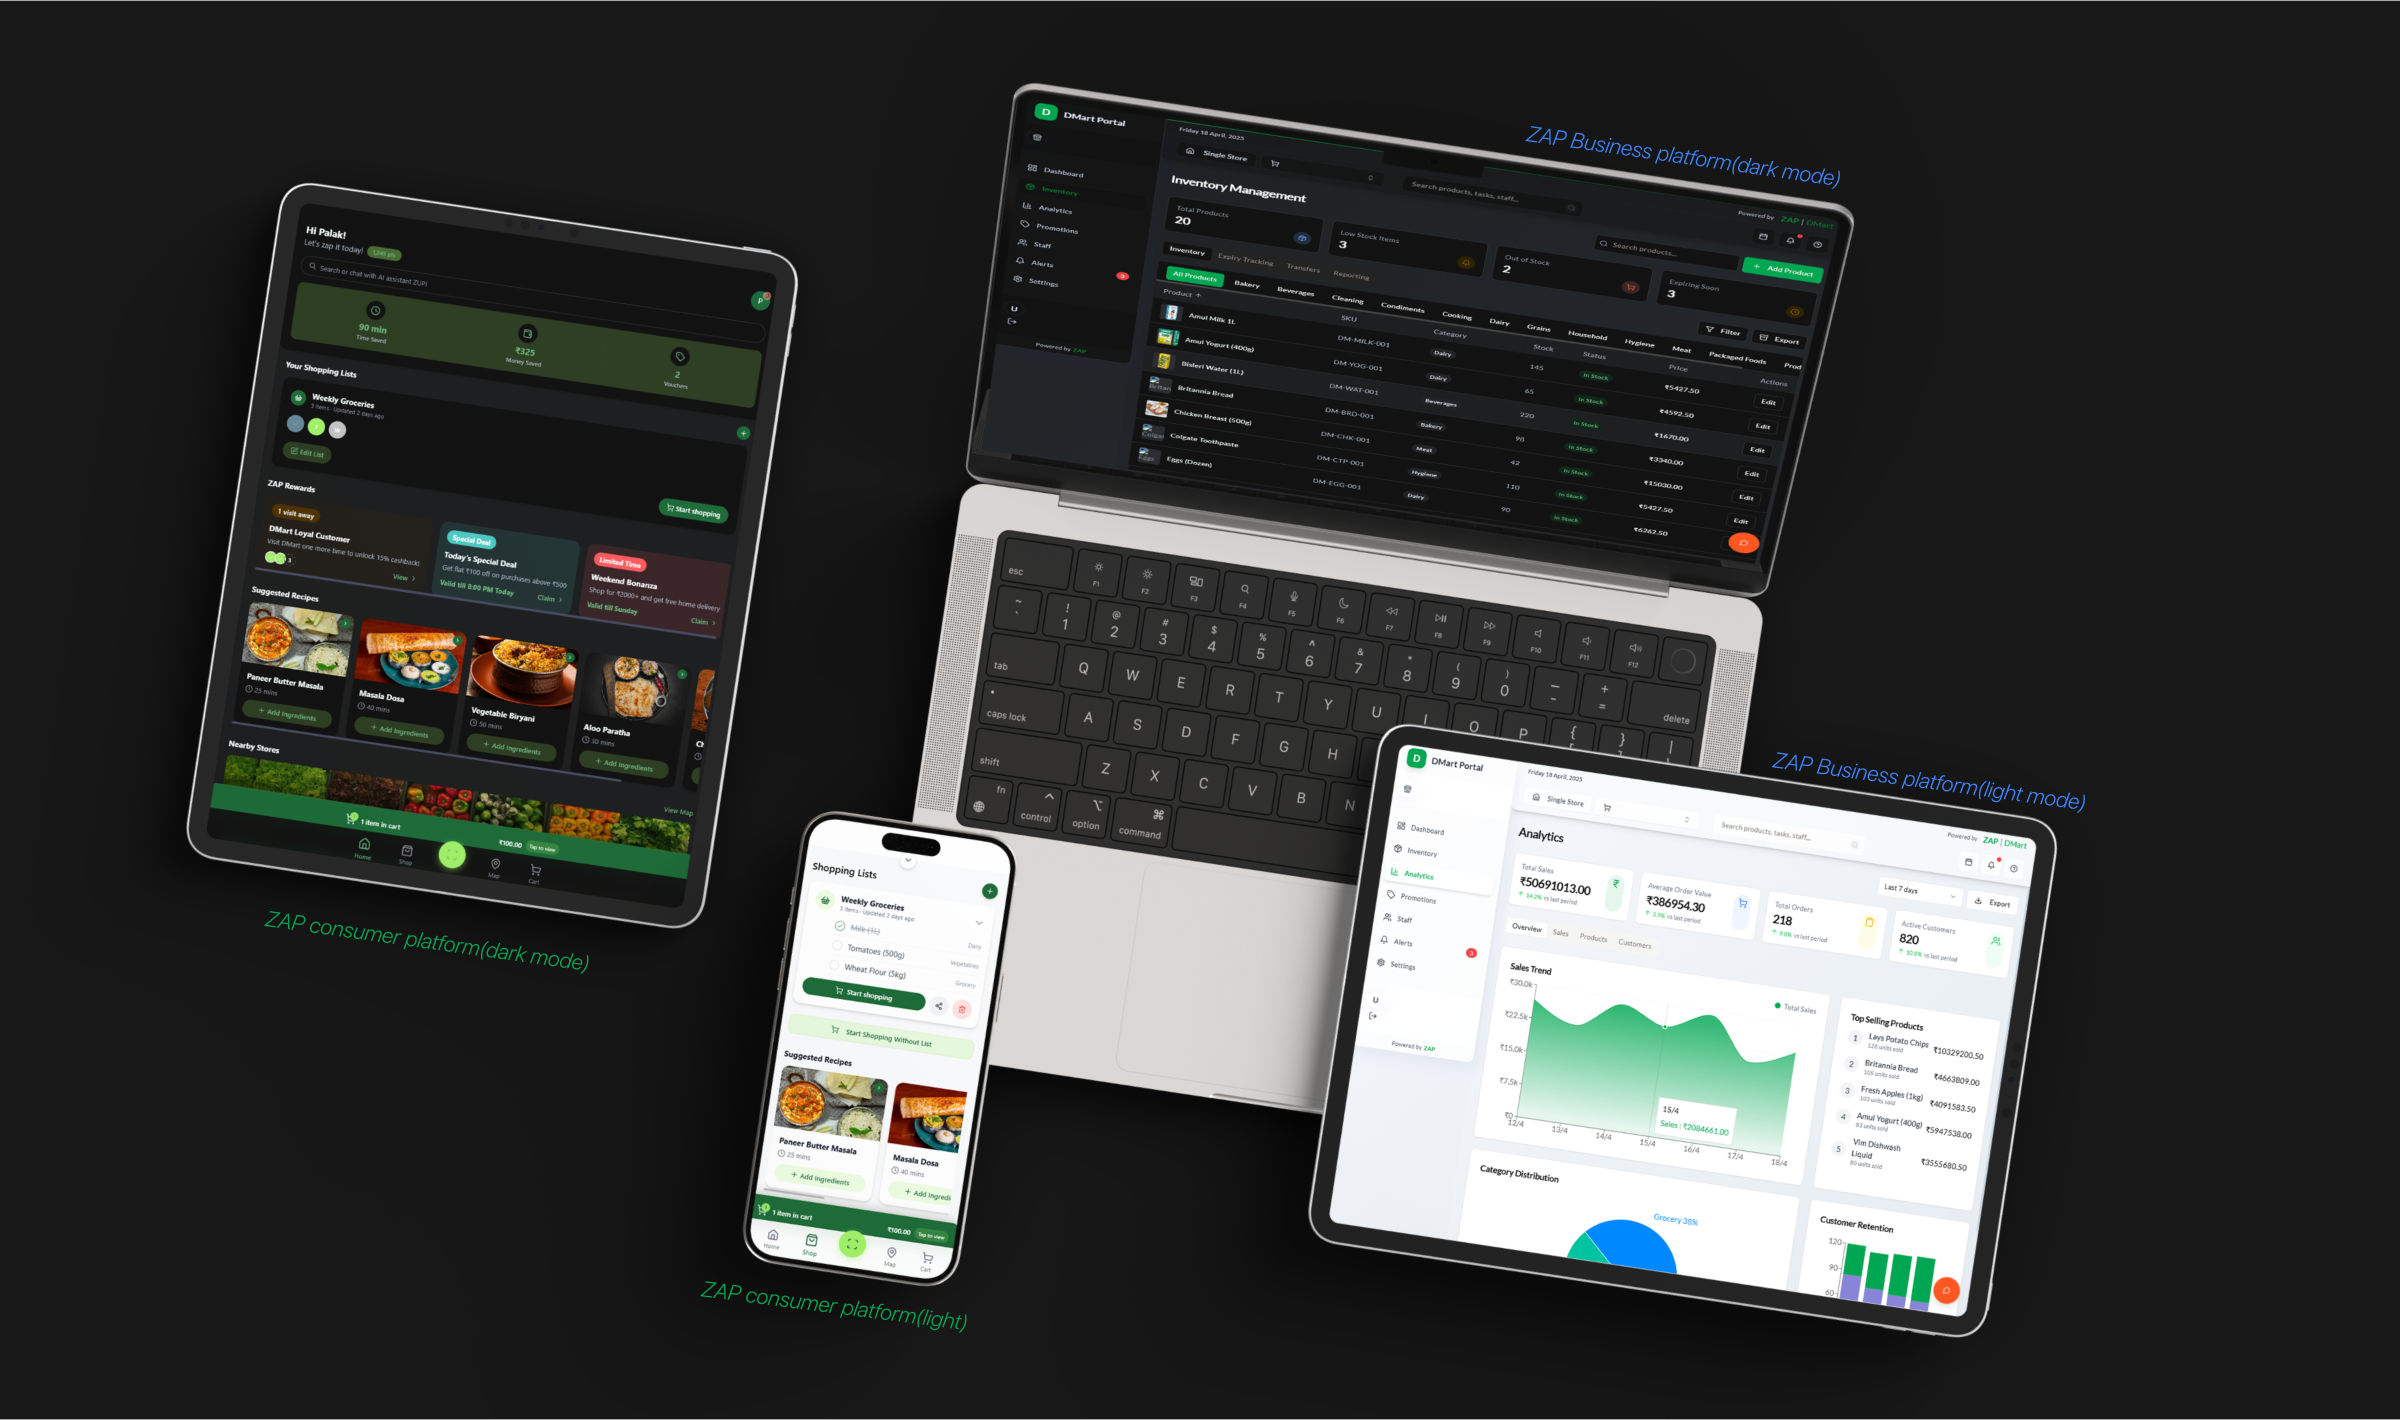 ZAP Business platform(dark mode)
D DMart Portal
Friday 18 April, 2025
Single Store
Search products, tasks, staff...
Powered by ZAP | DMart
Dashboard
Inventory
Analytics
Promotions
Staff
Alerts
3
Settings
U
Powered by ZAP
Inventory Management
Search products...
+ Add Product
Total Products
20
Low Stock Items
3
Out of Stock
2
Expiring Soon
3
Inventory Expiry Tracking Transfers Reporting
Filter Export
All Products Bakery Beverages Cleaning Condiments Cooking Dairy Grains Household Hygiene Meat Packaged Foods Prod
Product SKU Category Stock Status Price Actions
Amul Milk 1L DM-MILK-001 Dairy 145 In Stock ₹5427.50 Edit
Amul Yogurt (400g) DM-YOG-001 Dairy 65 In Stock ₹4592.50 Edit
Bisleri Water (1L) DM-WAT-001 Beverages 220 In Stock ₹1670.00 Edit
Britannia Bread DM-BRD-001 Bakery 98 In Stock ₹3340.00 Edit
Chicken Breast (500g) DM-CHK-001 Meat 42 In Stock ₹15030.00 Edit
Colgate Toothpaste DM-CTP-001 Hygiene 110 In Stock ₹5427.50 Edit
Eggs (Dozen) DM-EGG-001 Dairy 90 In Stock ₹6262.50
esc F1 F2 F3 F4 F5 F6 F7 F8 F9 F10 F11 F12
~ ! @ # $ % ^ & * ( ) — +
` 1 2 3 4 5 6 7 8 9 0 - = delete
tab Q W E R T Y U I O P { } |
[
caps lock A S D F G H
shift Z X C V B N
fn control option command
Hi Palak!
Let's zap it today!
Search or chat with AI assistant ZUPI
P
90 min
Time Saved
₹325
Money Saved
2
Vouchers
Your Shopping Lists
Weekly Groceries
3 items · Updated 2 days ago
Edit List
Start shopping
ZAP Rewards
1 visit away
DMart Loyal Customer
Visit DMart one more time to unlock 15% cashback!
View >
Special Deal
Today's Special Deal
Get flat ₹100 off on purchases above ₹500
Valid till 8:00 PM Today
Claim >
Limited Time
Weekend Bonanza
Shop for ₹2000+ and get free home delivery
Valid till Sunday
Claim >
Suggested Recipes
Paneer Butter Masala
25 mins
+ Add Ingredients
Masala Dosa
40 mins
+ Add Ingredients
Vegetable Biryani
50 mins
+ Add Ingredients
Aloo Paratha
30 mins
+ Add Ingredients
Ch
Nearby Stores
View Map
1 item in cart
₹100.00 Tap to view
Home Shop Map Cart
ZAP consumer platform(dark mode)
Shopping Lists
Weekly Groceries
3 items · Updated 2 days ago
Milk (1L) Dairy
Tomatoes (500g) Vegetables
Wheat Flour (5kg) Grocery
Start shopping
Start Shopping Without List
Suggested Recipes
Paneer Butter Masala
25 mins
+ Add Ingredients
Masala Dosa
40 mins
+ Add Ingredi
1 item in cart
₹100.00 Tap to view
Home Shop Map Cart
ZAP consumer platform(light)
ZAP Business platform(light mode)
D DMart Portal
Friday 18 April, 2025
Single Store
Search products, tasks, staff...
Powered by ZAP | DMart
Dashboard
Inventory
Analytics
Promotions
Staff
Alerts
3
Settings
U
Powered by ZAP
Analytics
Last 7 days
Export
Total Sales
₹50691013.00
↑ 14.2% vs last period
Average Order Value
₹386954.30
↑ 3.1% vs last period
Total Orders
218
↑ 9.8% vs last period
Active Customers
820
↑ 10.8% vs last period
Overview Sales Products Customers
Sales Trend
Total Sales
₹30.0k
₹22.5k
₹15.0k
₹7.5k
₹0
12/4 13/4 14/4 15/4 16/4 17/4 18/4
15/4
Sales : ₹2084661.00
Top Selling Products
1 Lays Potato Chips ₹10329200.50
128 units sold
2 Britannia Bread ₹4663809.00
105 units sold
3 Fresh Apples (1kg) ₹4091583.50
103 units sold
4 Amul Yogurt (400g) ₹5947538.00
83 units sold
5 Vim Dishwash Liquid ₹3555680.50
80 units sold
Category Distribution
Grocery 38%
Customer Retention
120
90
60